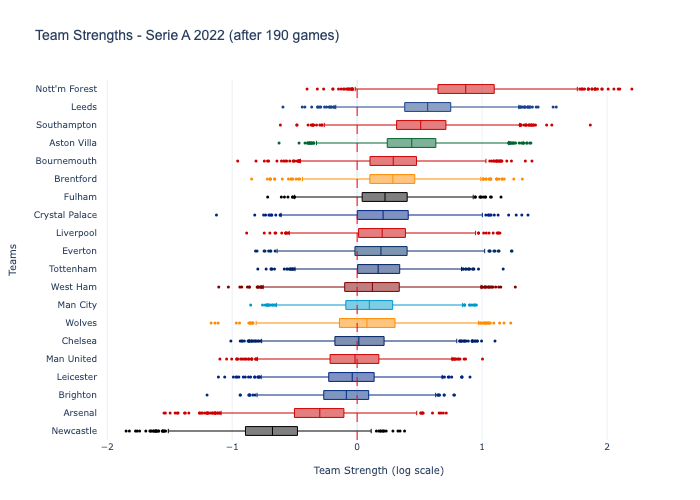 Team Strengths - Serie A 2022 (after 190 games)
Nott'm Forest
Leeds
Southampton
Aston Villa
Bournemouth
Brentford
Fulham
Crystal Palace
Liverpool
Everton
Tottenham
West Ham
Man City
Wolves
Chelsea
Man United
Leicester
Brighton
Arsenal
Newcastle
Teams
−2 −1 0 1 2
Team Strength (log scale)